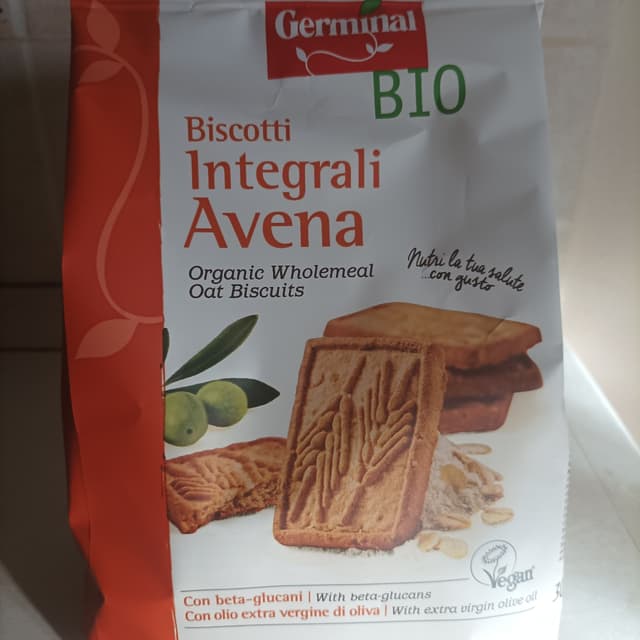 Germinal
BIO
Biscotti
Integrali
Avena
Organic Wholemeal
Oat Biscuits
Nutri la tua salute
...con gusto
Vegan
Con beta-glucani | With beta-glucans
Con olio extra vergine di oliva | With extra virgin olive oil